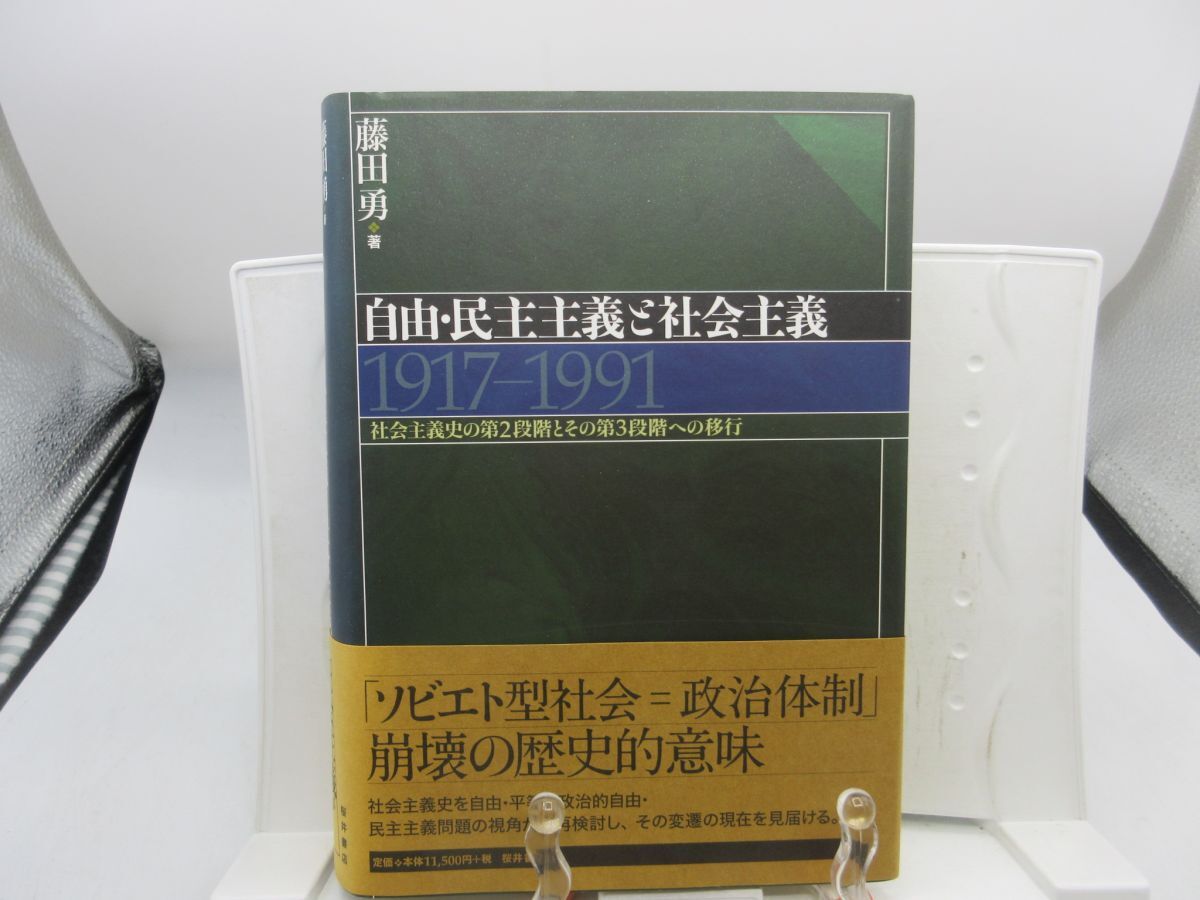 藤田勇 著
自由・民主主義と社会主義
1917–1991
社会主義史の第2段階とその第3段階への移行
「ソビエト型社会=政治体制」
崩壊の歴史的意味
社会主義史を自由・平等 政治的自由・
民主主義問題の視角か 再検討し、その変遷の現在を見届ける。
定価 本体11,500円+税 桜井
桜井書店